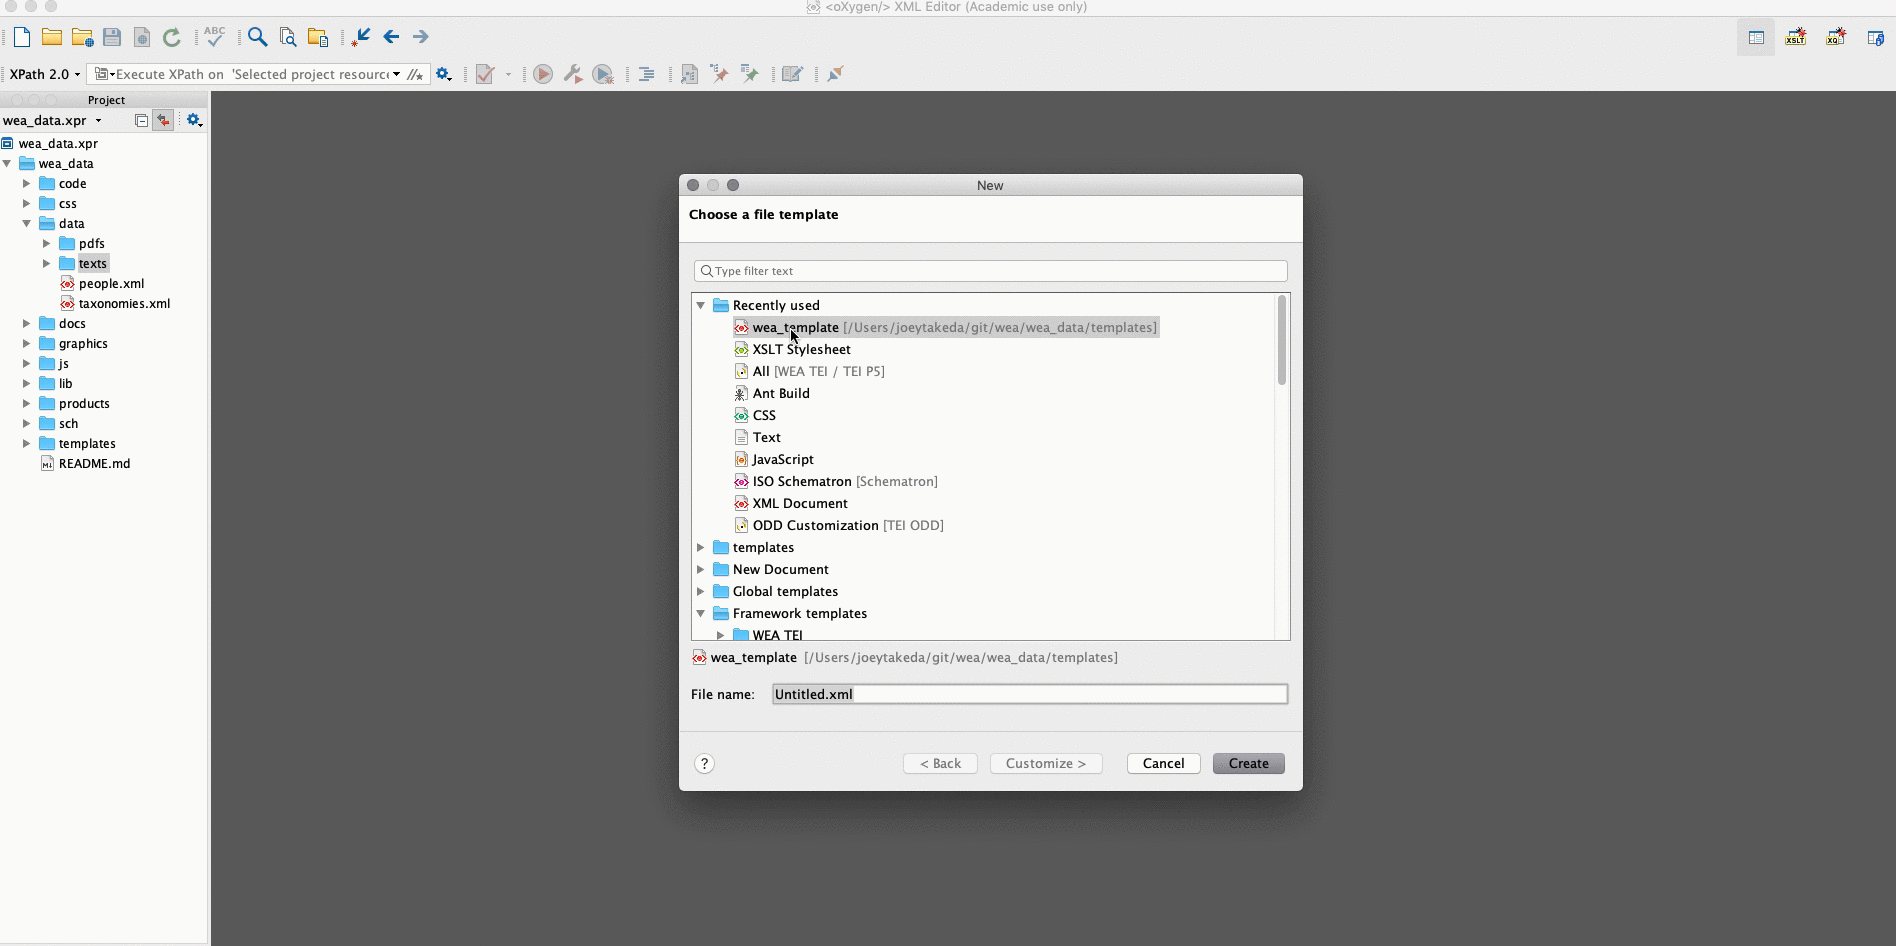 <oXygen/> XML Editor (Academic use only)
ABC
XSLT
XQ
XPath 2.0
Execute XPath on 'Selected project resourc
Project
wea_data.xpr
wea_data.xpr
wea_data
code
css
data
pdfs
texts
people.xml
taxonomies.xml
docs
graphics
js
lib
products
sch
templates
README.md
New
Choose a file template
Type filter text
Recently used
wea_template [/Users/joeytakeda/git/wea/wea_data/templates]
XSLT Stylesheet
All [WEA TEI / TEI P5]
Ant Build
CSS
Text
JavaScript
ISO Schematron [Schematron]
XML Document
ODD Customization [TEI ODD]
templates
New Document
Global templates
Framework templates
WEA TEI
wea_template [/Users/joeytakeda/git/wea/wea_data/templates]
File name: Untitled.xml
? < Back Customize > Cancel Create